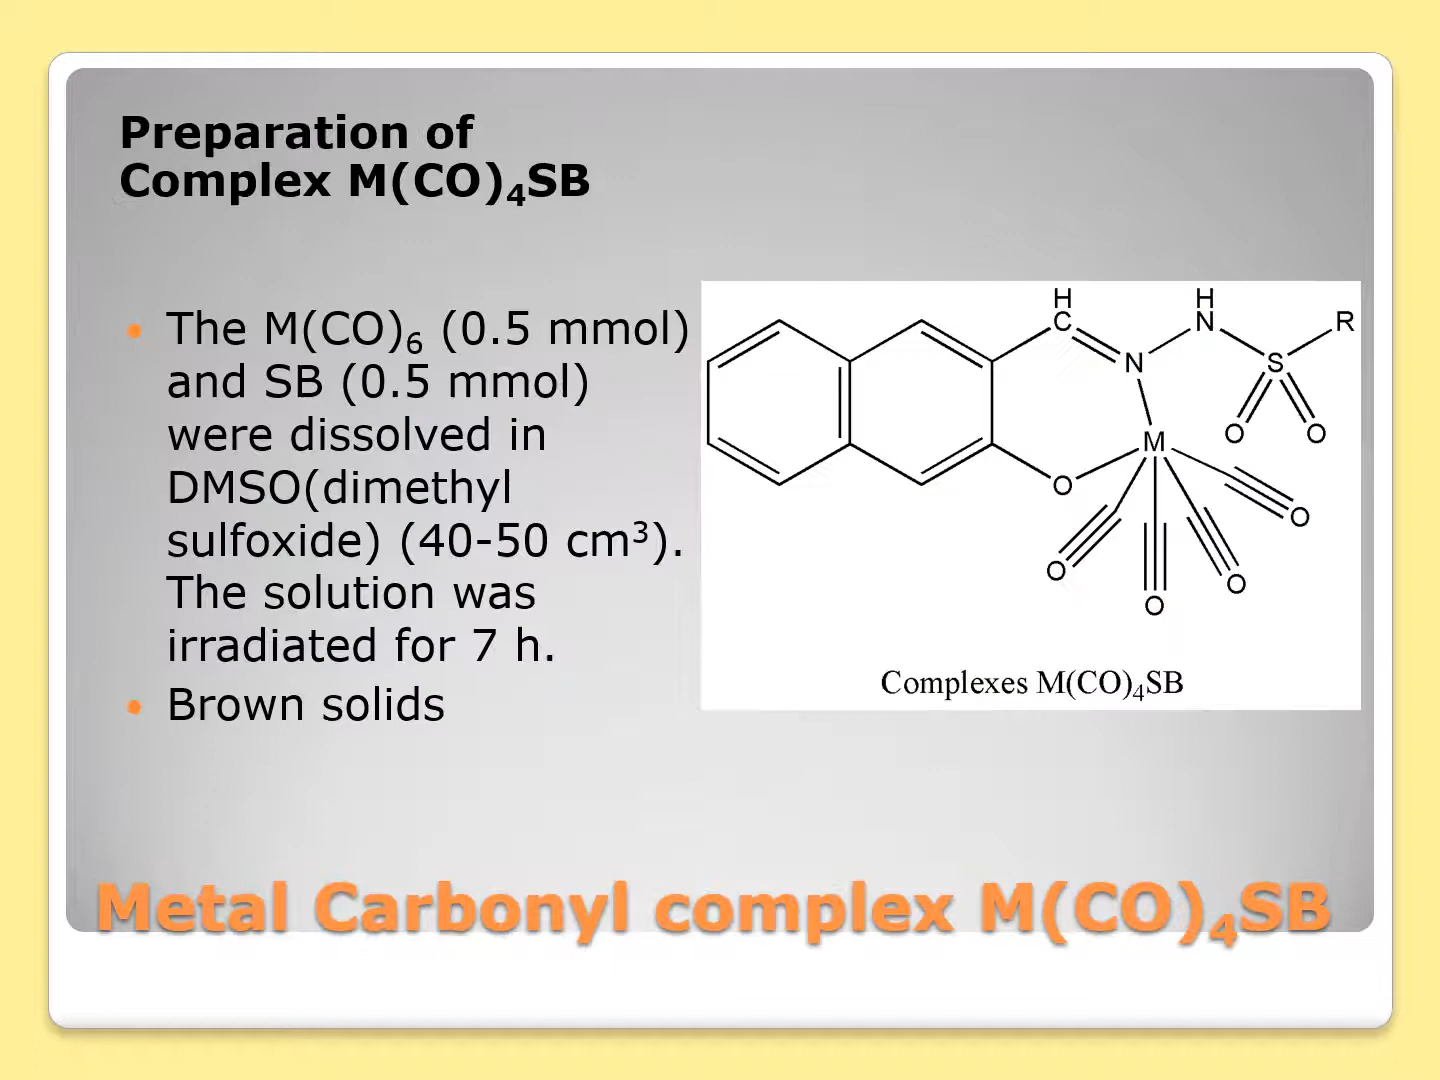 Preparation of
Complex M(CO)₄SB
• The M(CO)₆ (0.5 mmol)
and SB (0.5 mmol)
were dissolved in
DMSO(dimethyl
sulfoxide) (40-50 cm³).
The solution was
irradiated for 7 h.
• Brown solids
H
C
N
H
N
S
R
O
O
M
O
O
O
O
O
Complexes M(CO)₄SB
Metal Carbonyl complex M(CO)₄SB